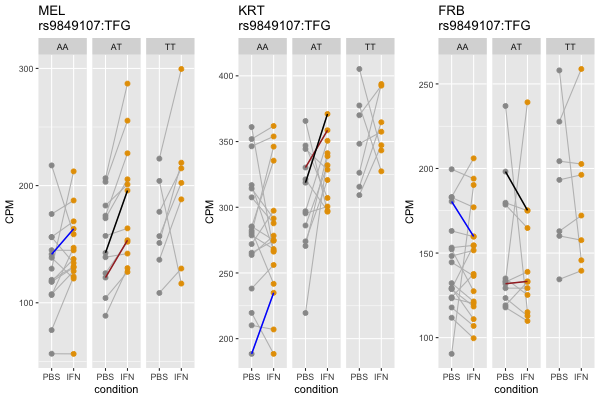 MEL
rs9849107:TFG
AA AT TT
300
200
100
CPM
PBS IFN PBS IFN PBS IFN
condition
KRT
rs9849107:TFG
AA AT TT
400
350
300
250
200
CPM
PBS IFN PBS IFN PBS IFN
condition
FRB
rs9849107:TFG
AA AT TT
250
200
150
100
CPM
PBS IFN PBS IFN PBS IFN
condition